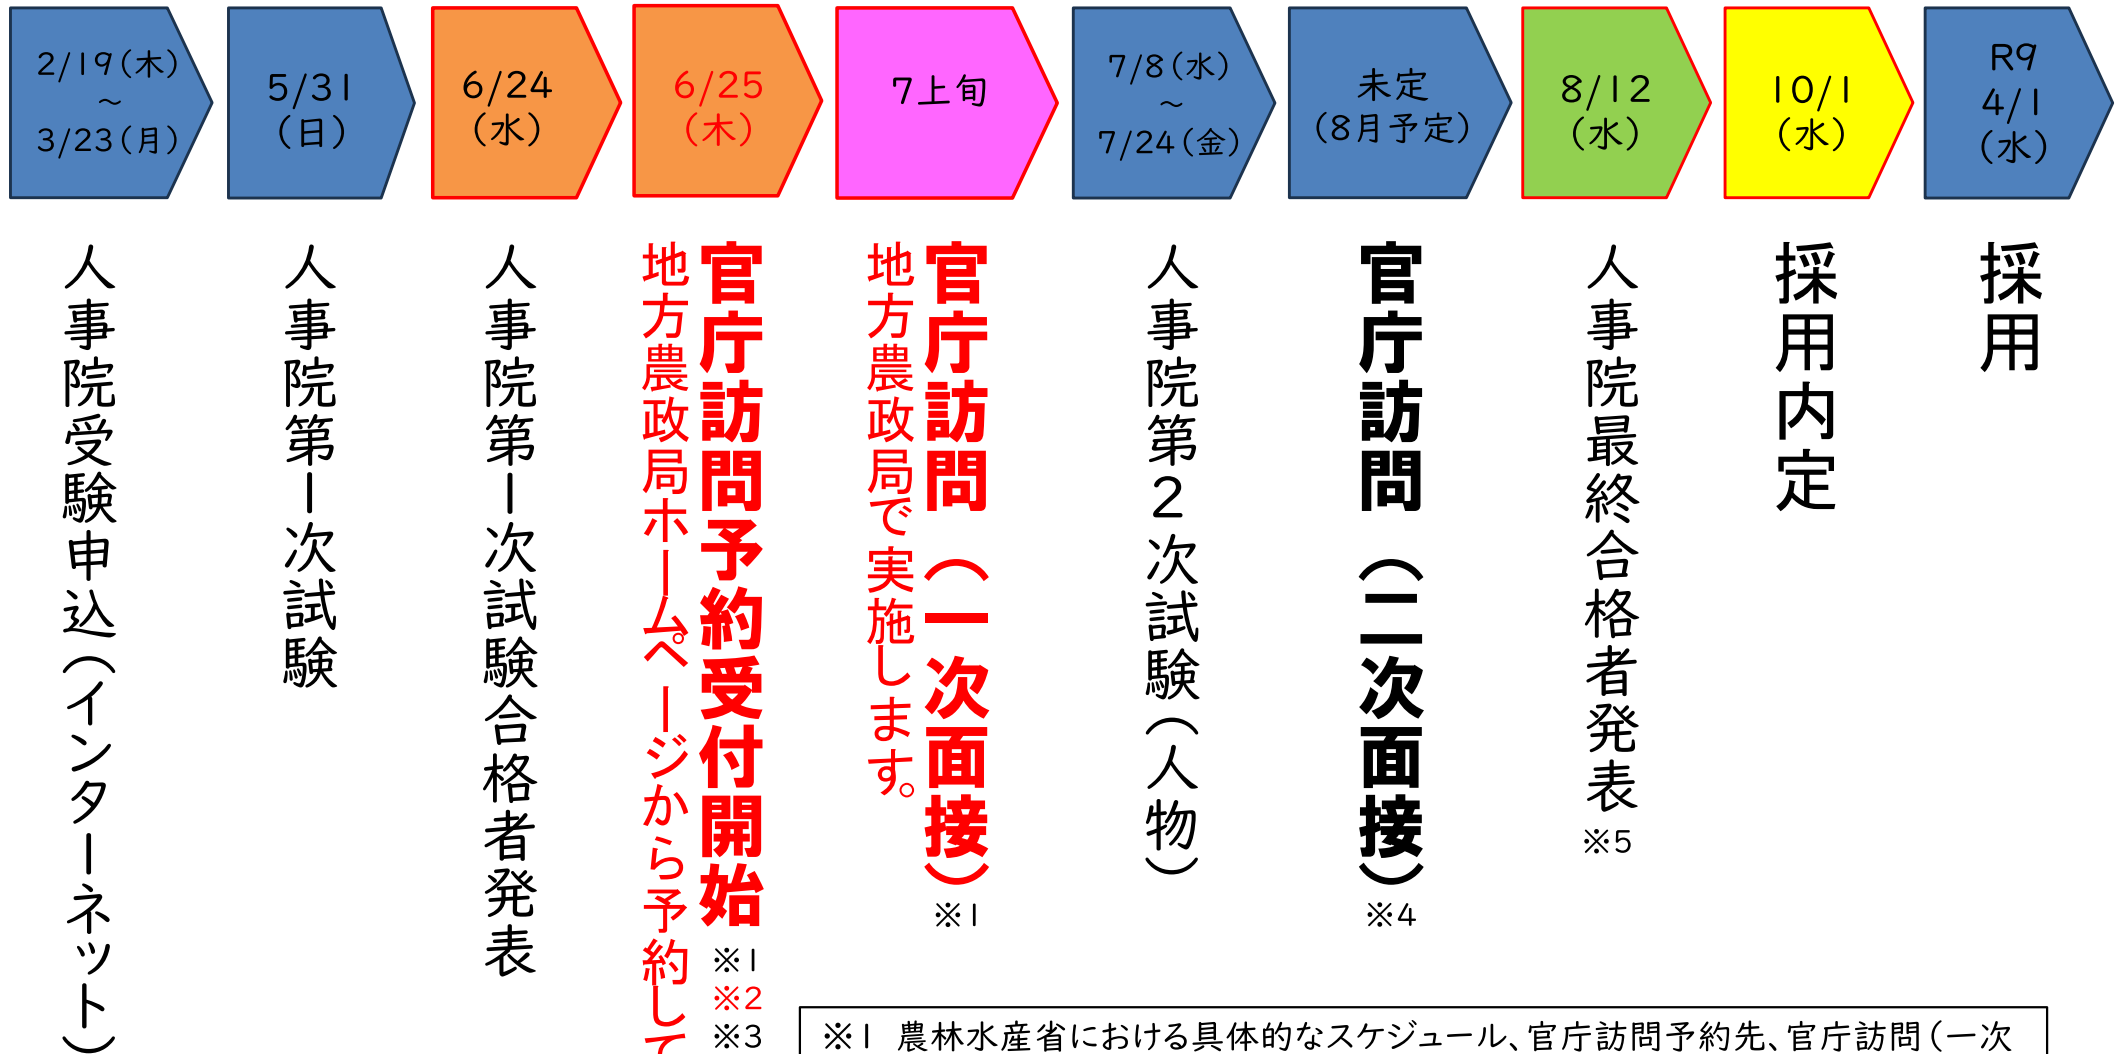 2/19(木)
～
3/23(月)
5/31
(日)
6/24
(水)
6/25
(木)
7上旬
7/8(水)
～
7/24(金)
未定
(8月予定)
8/12
(水)
10/1
(水)
R9
4/1
(水)
人事院受験申込(インターネット)
人事院第1次試験
人事院第1次試験合格者発表
官庁訪問予約受付開始
※1
※2
※3
地方農政局ホームページから予約して
官庁訪問(一次面接)
※1
地方農政局で実施します。
人事院第2次試験(人物)
官庁訪問(二次面接)
※4
人事院最終合格者発表
※5
採用内定
採用
※1 農林水産省における具体的なスケジュール、官庁訪問予約先、官庁訪問(一次